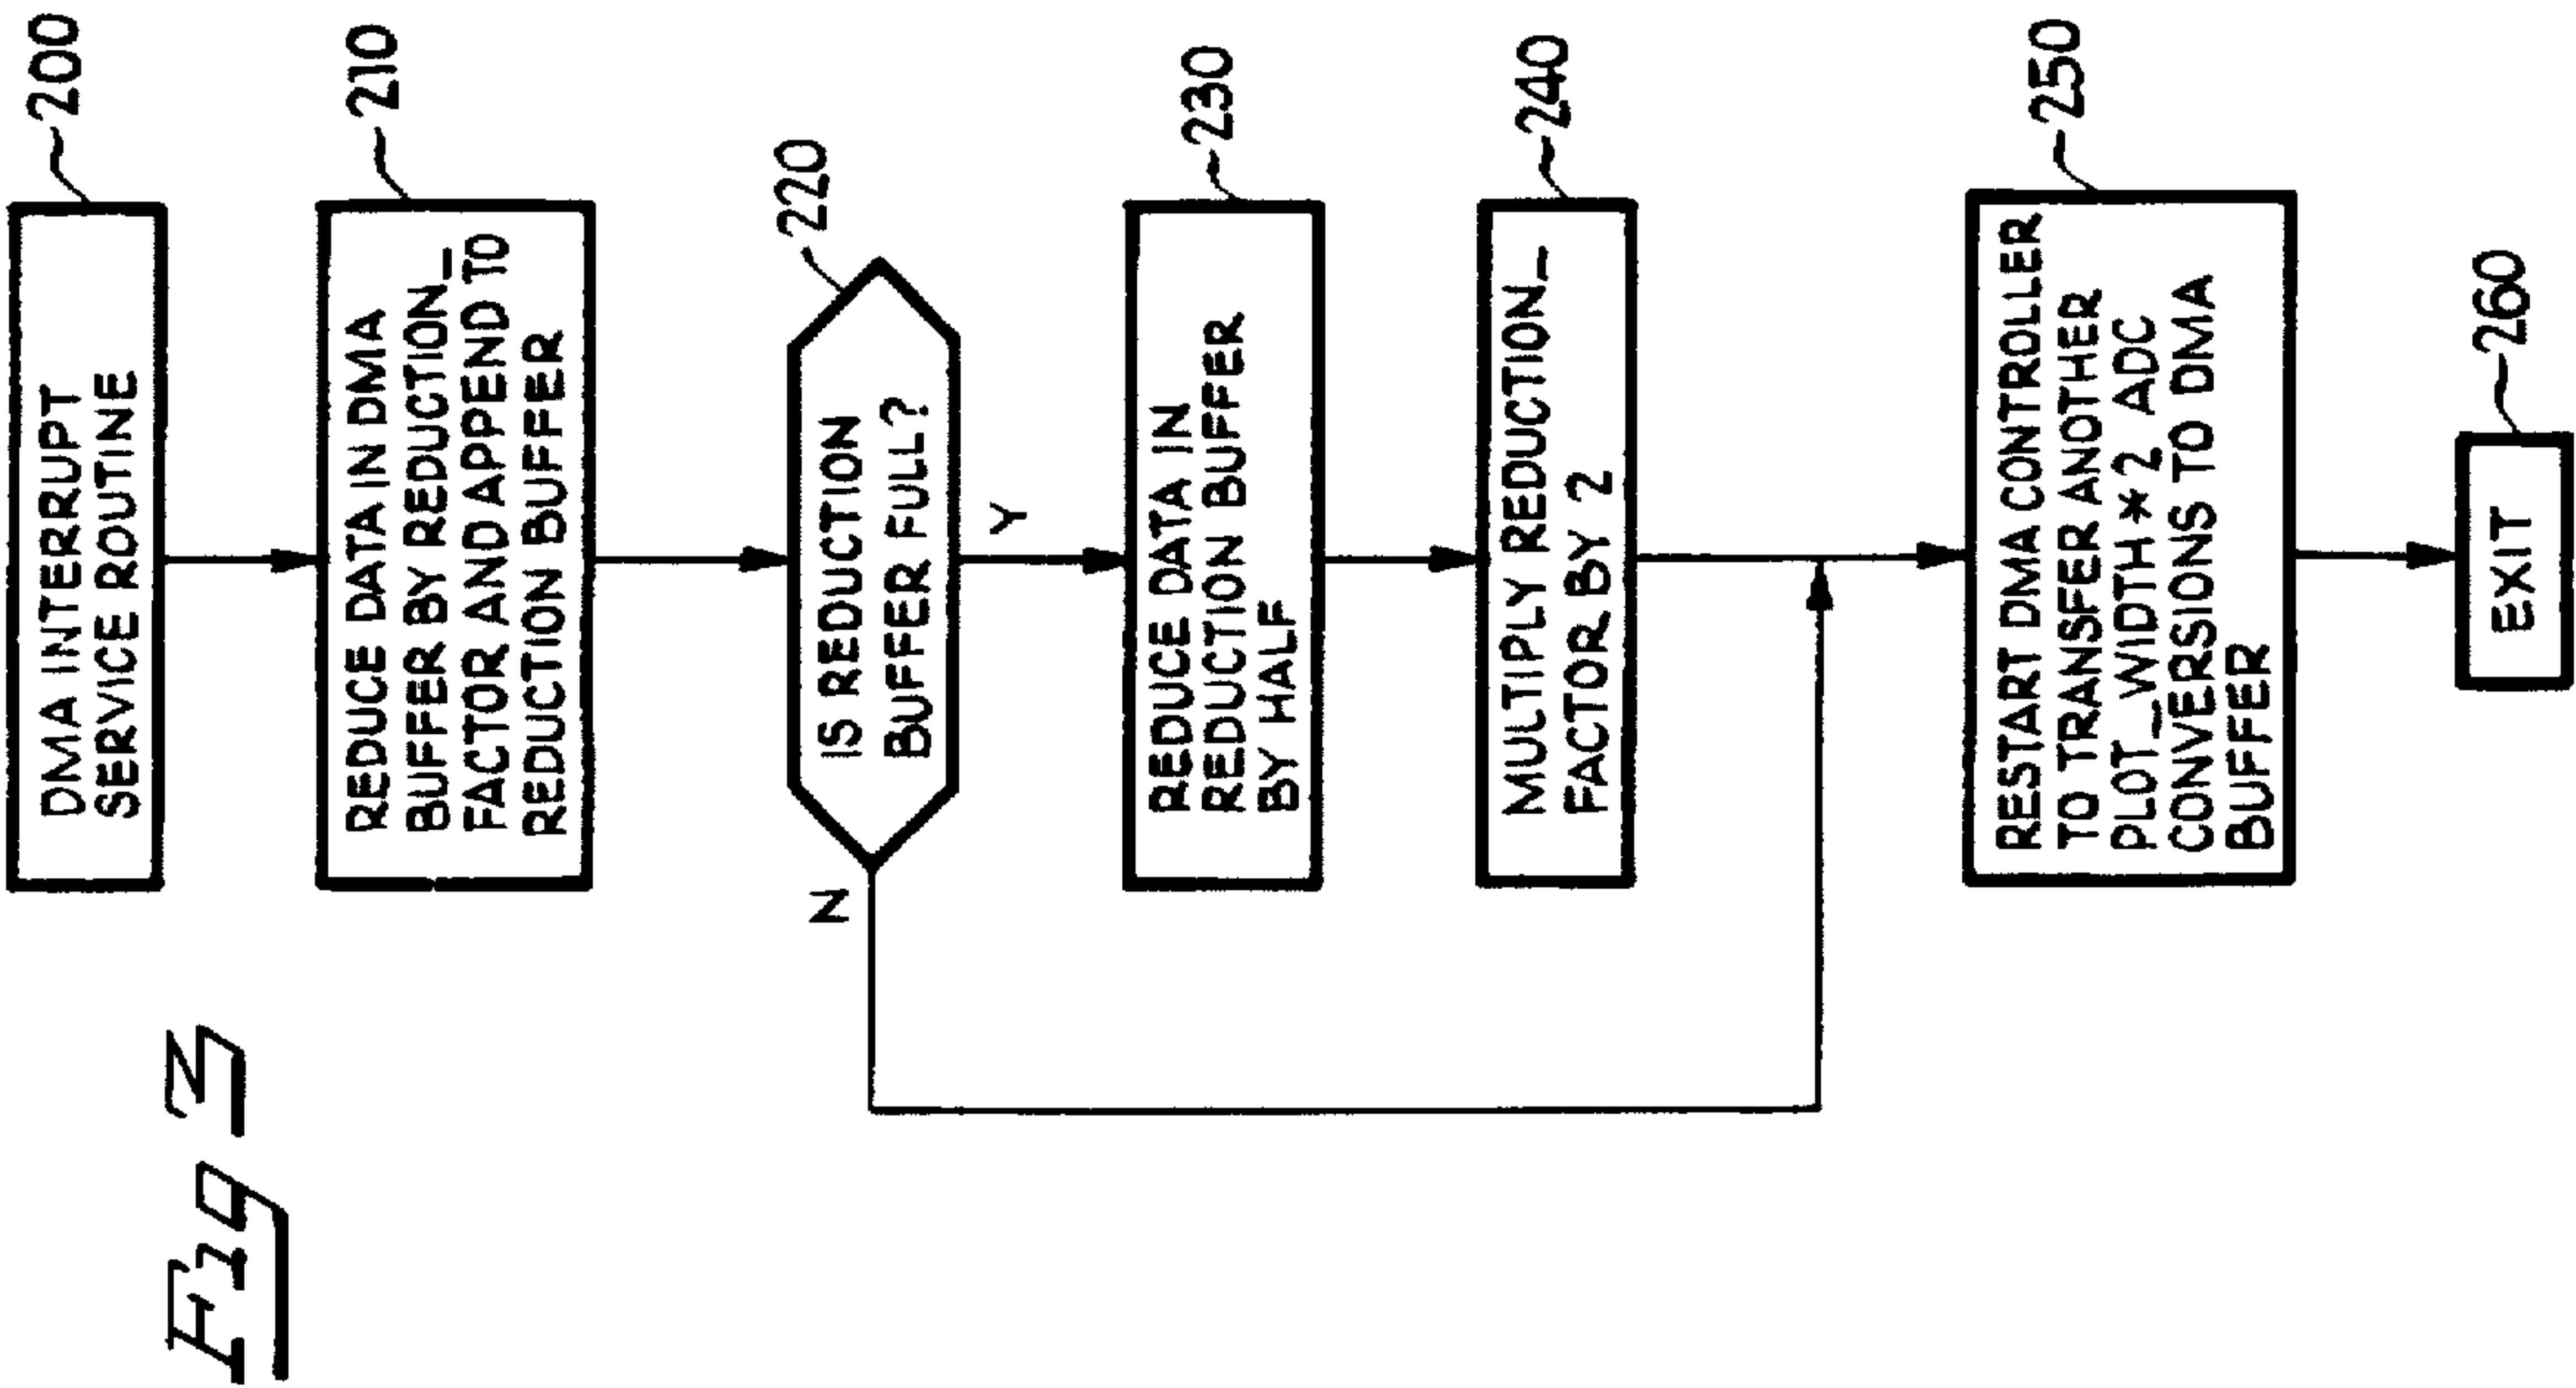 Fig 3
200
DMA INTERRUPT
SERVICE ROUTINE
210
REDUCE DATA IN DMA
BUFFER BY REDUCTION_
FACTOR AND APPEND TO
REDUCTION BUFFER
220
IS REDUCTION
BUFFER FULL?
N
Y
230
REDUCE DATA IN
REDUCTION BUFFER
BY HALF
240
MULTIPLY REDUCTION_
FACTOR BY 2
250
RESTART DMA CONTROLLER
TO TRANSFER ANOTHER
PLOT_WIDTH*2 ADC
CONVERSIONS TO DMA
BUFFER
260
EXIT